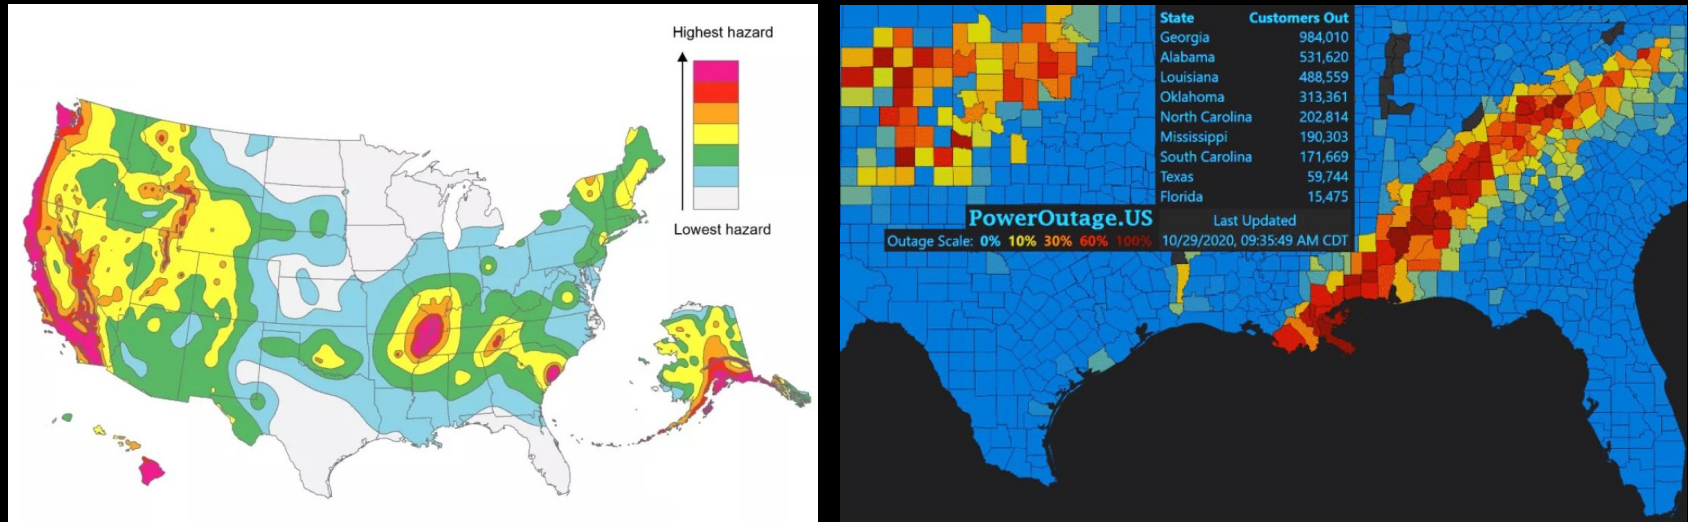 Highest hazard
Lowest hazard
State Customers Out
Georgia 984,010
Alabama 531,620
Louisiana 488,559
Oklahoma 313,361
North Carolina 202,814
Mississippi 190,303
South Carolina 171,669
Texas 59,744
Florida 15,475
PowerOutage.US
Last Updated
Outage Scale: 0% 10% 30% 60% 100%
10/29/2020, 09:35:49 AM CDT